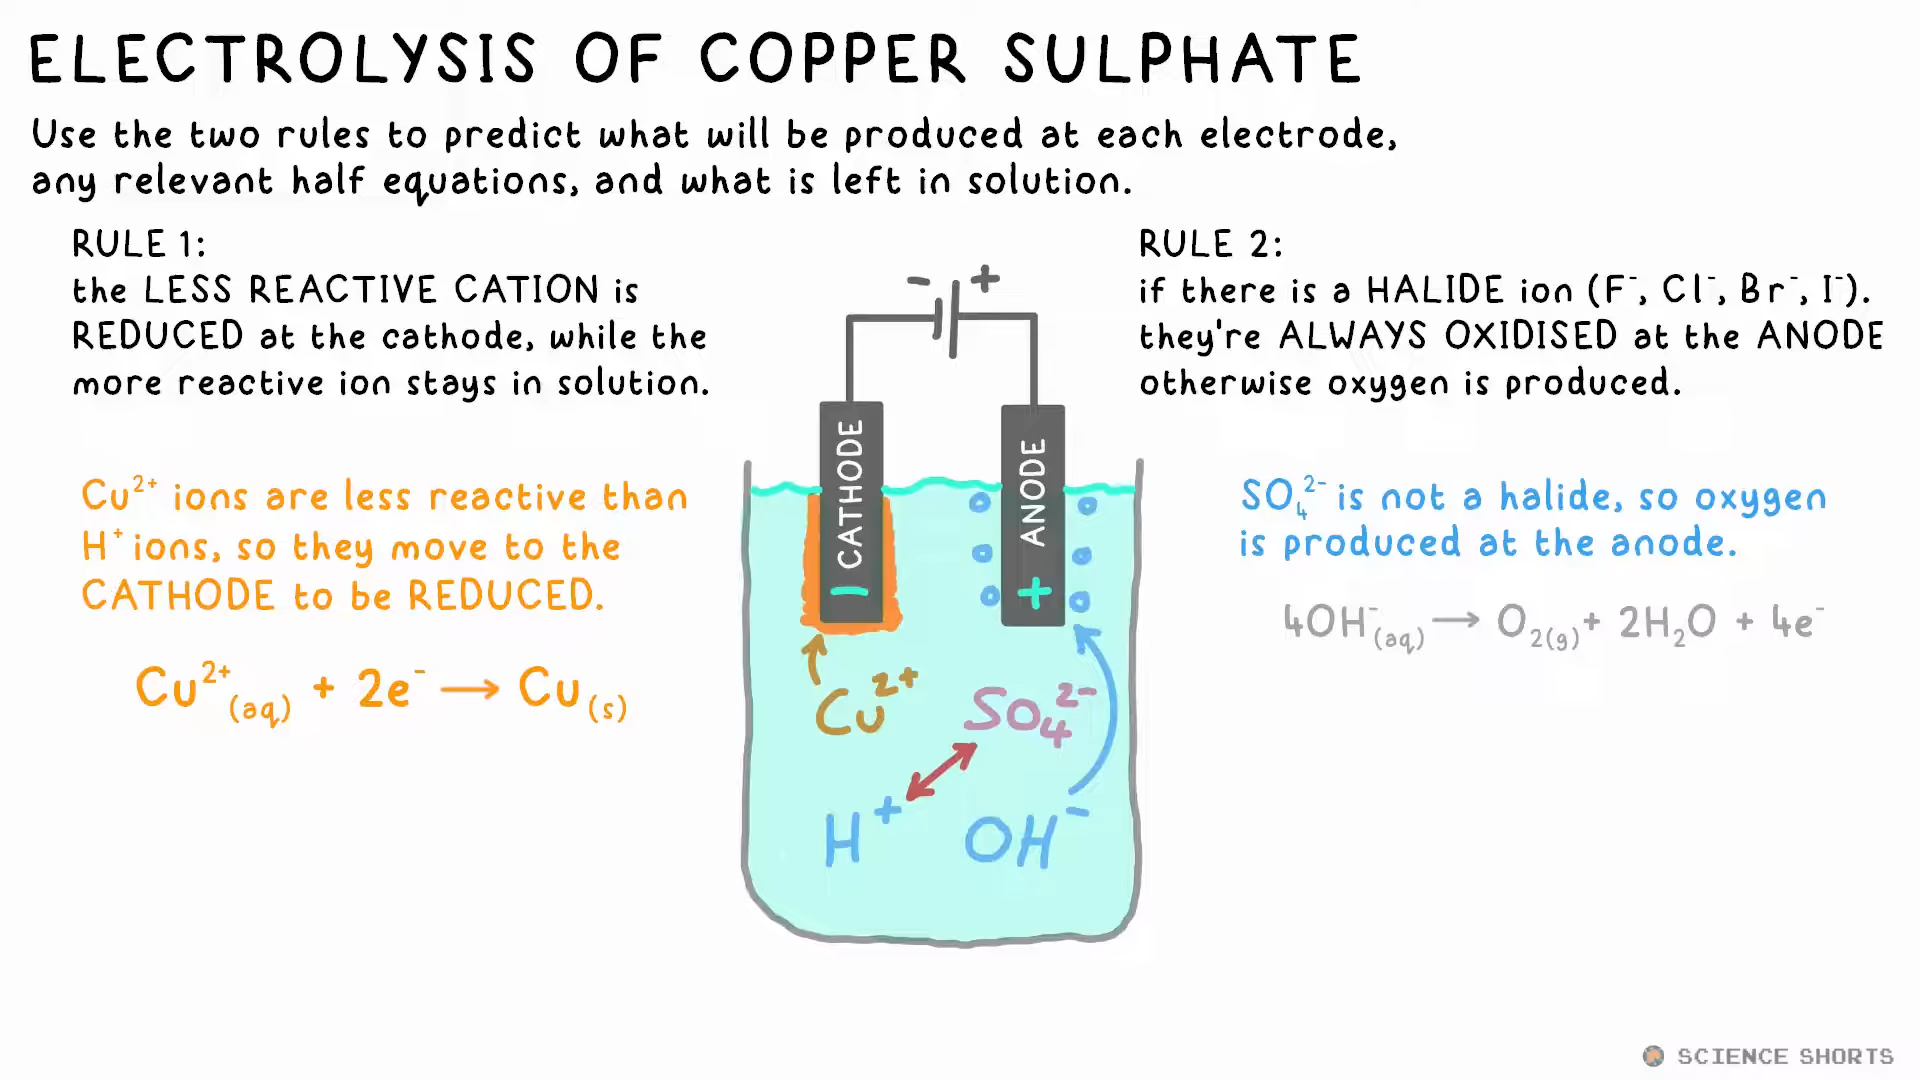 ELECTROLYSIS OF COPPER SULPHATE
Use the two rules to predict what will be produced at each electrode,
any relevant half equations, and what is left in solution.
RULE 1:
the LESS REACTIVE CATION is
REDUCED at the cathode, while the
more reactive ion stays in solution.
Cu²⁺ ions are less reactive than
H⁺ ions, so they move to the
CATHODE to be REDUCED.
Cu²⁺(aq) + 2e⁻ → Cu(s)
- +
CATHODE
ANODE
− +
Cu²⁺ SO₄²⁻
H⁺ OH⁻
RULE 2:
if there is a HALIDE ion (F⁻, Cl⁻, Br⁻, I⁻).
they're ALWAYS OXIDISED at the ANODE
otherwise oxygen is produced.
SO₄²⁻ is not a halide, so oxygen
is produced at the anode.
4OH⁻(aq) → O₂(g) + 2H₂O + 4e⁻
SCIENCE SHORTS